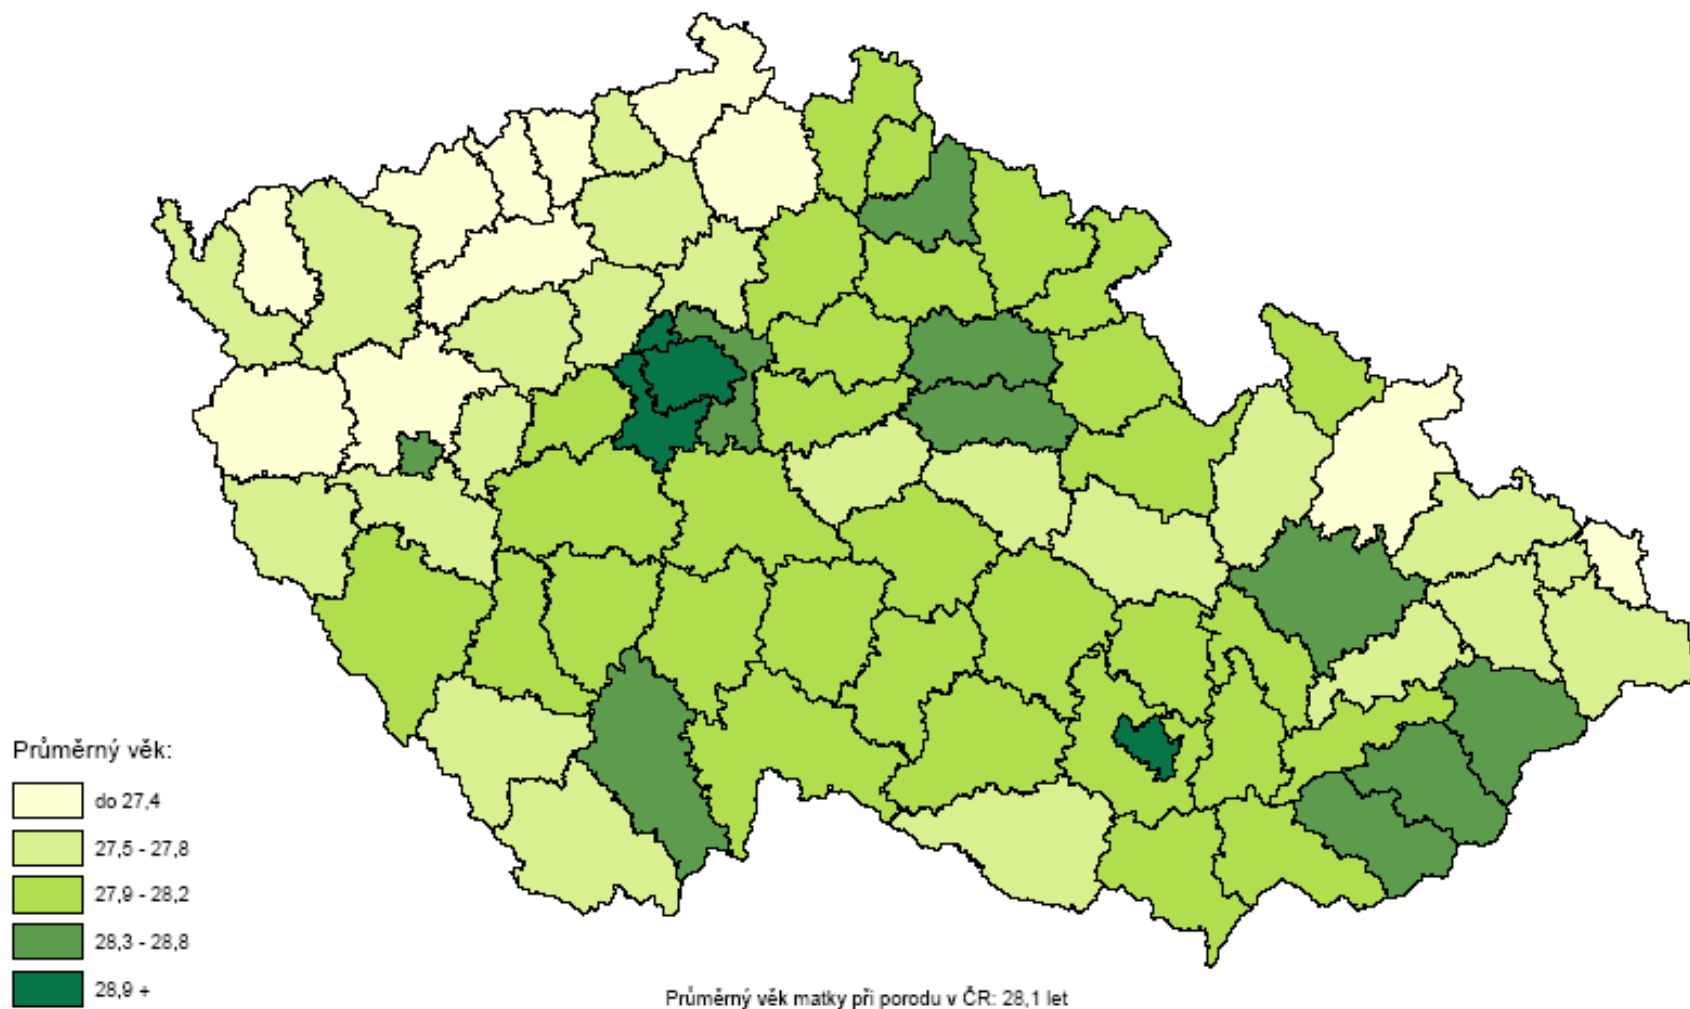 Průměrný věk:
do 27,4
27,5 - 27,8
27,9 - 28,2
28,3 - 28,8
28,9 +
Průměrný věk matky při porodu v ČR: 28,1 let